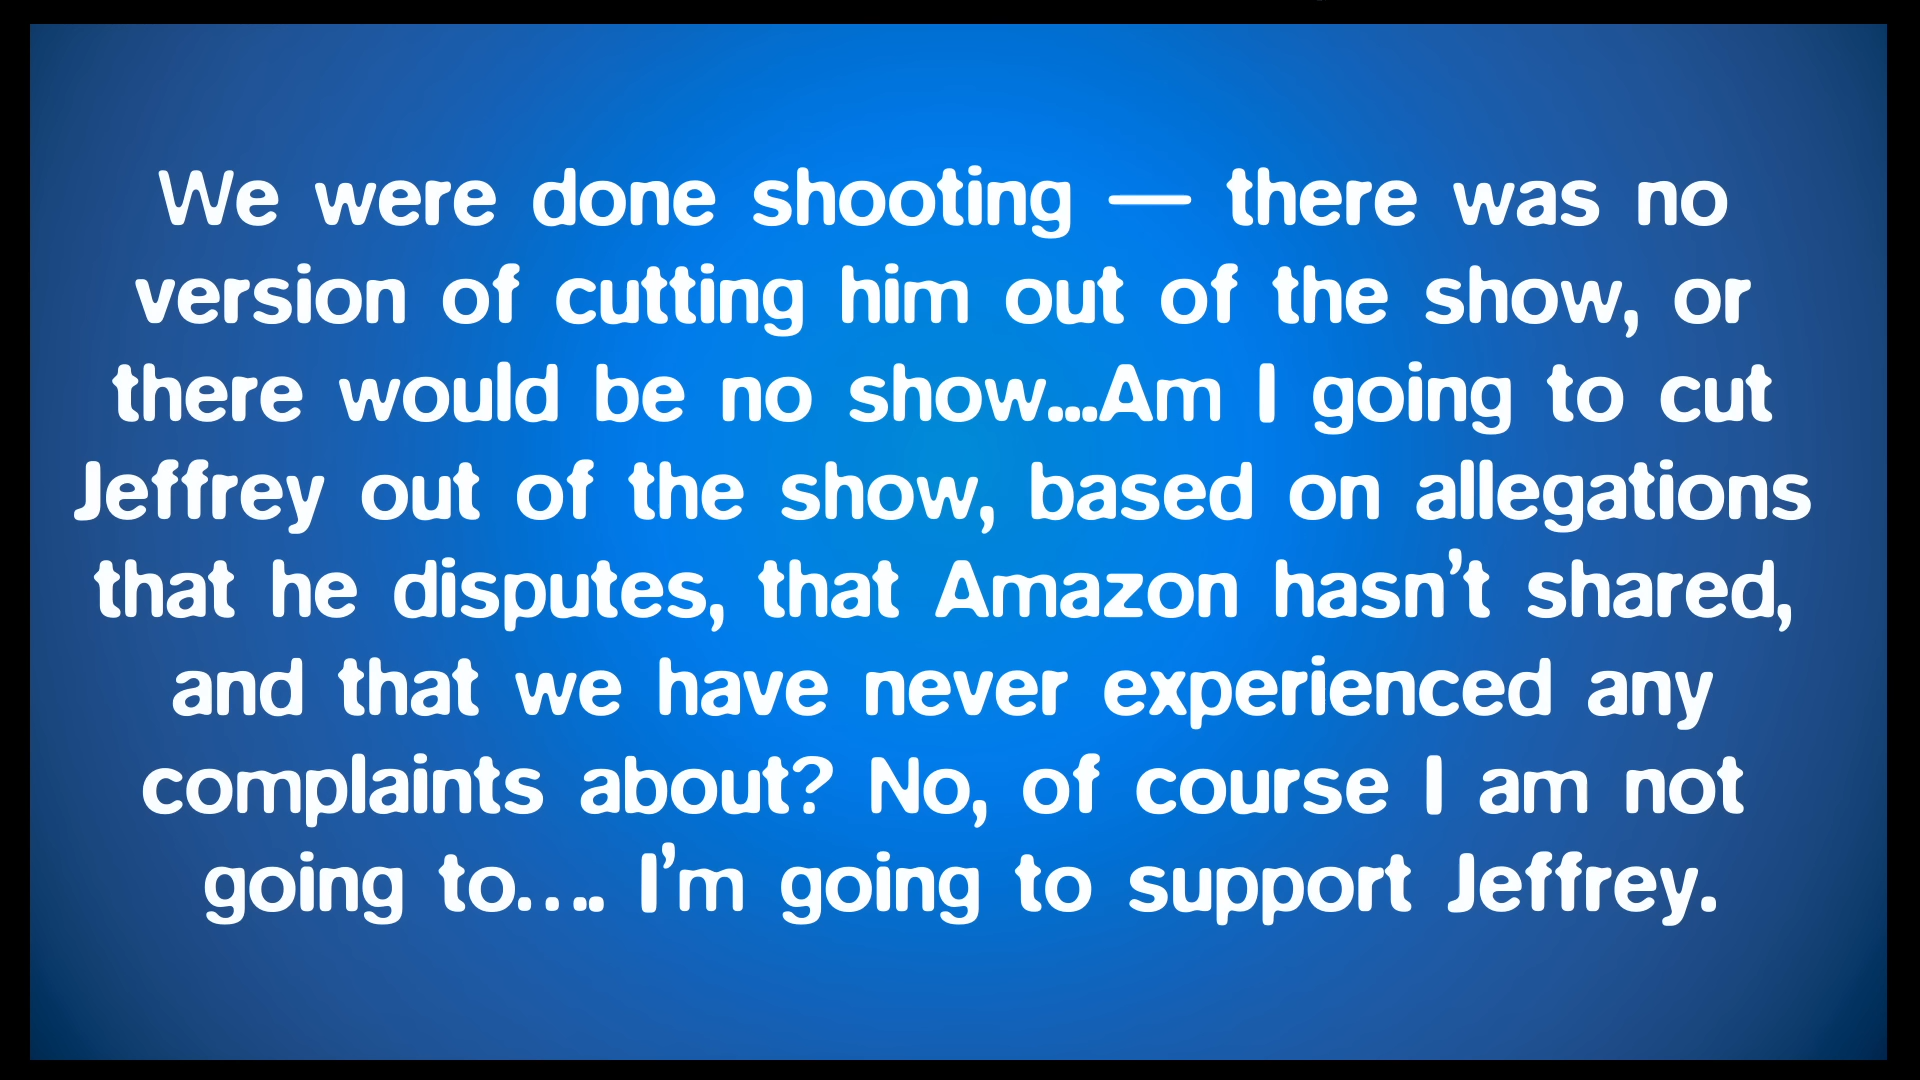 We were done shooting — there was no
version of cutting him out of the show, or
there would be no show...Am I going to cut
Jeffrey out of the show, based on allegations
that he disputes, that Amazon hasn’t shared,
and that we have never experienced any
complaints about? No, of course I am not
going to.… I’m going to support Jeffrey.